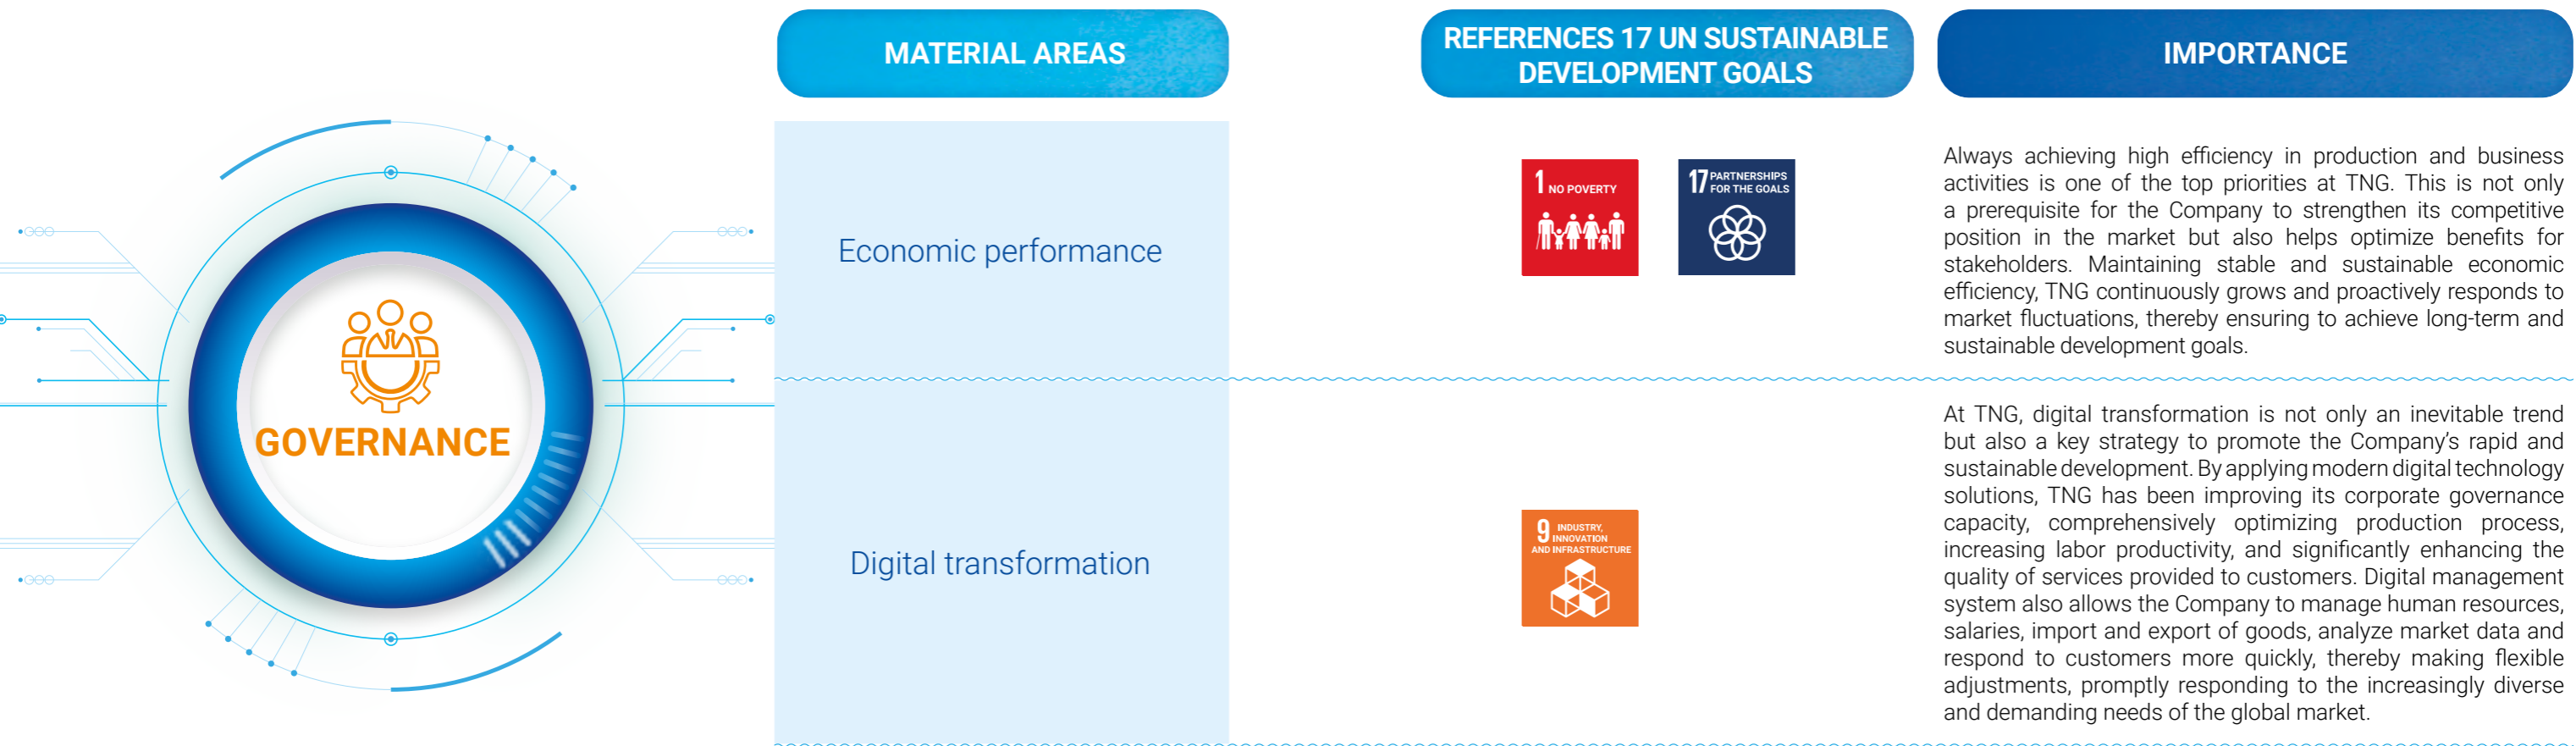 MATERIAL AREAS
REFERENCES 17 UN SUSTAINABLE
DEVELOPMENT GOALS
IMPORTANCE
GOVERNANCE
Economic performance
1 NO POVERTY
17 PARTNERSHIPS
FOR THE GOALS
Always achieving high efficiency in production and business
activities is one of the top priorities at TNG. This is not only
a prerequisite for the Company to strengthen its competitive
position in the market but also helps optimize benefits for
stakeholders. Maintaining stable and sustainable economic
efficiency, TNG continuously grows and proactively responds to
market fluctuations, thereby ensuring to achieve long-term and
sustainable development goals.
Digital transformation
9 INDUSTRY,
INNOVATION
AND INFRASTRUCTURE
At TNG, digital transformation is not only an inevitable trend
but also a key strategy to promote the Company's rapid and
sustainable development. By applying modern digital technology
solutions, TNG has been improving its corporate governance
capacity, comprehensively optimizing production process,
increasing labor productivity, and significantly enhancing the
quality of services provided to customers. Digital management
system also allows the Company to manage human resources,
salaries, import and export of goods, analyze market data and
respond to customers more quickly, thereby making flexible
adjustments, promptly responding to the increasingly diverse
and demanding needs of the global market.